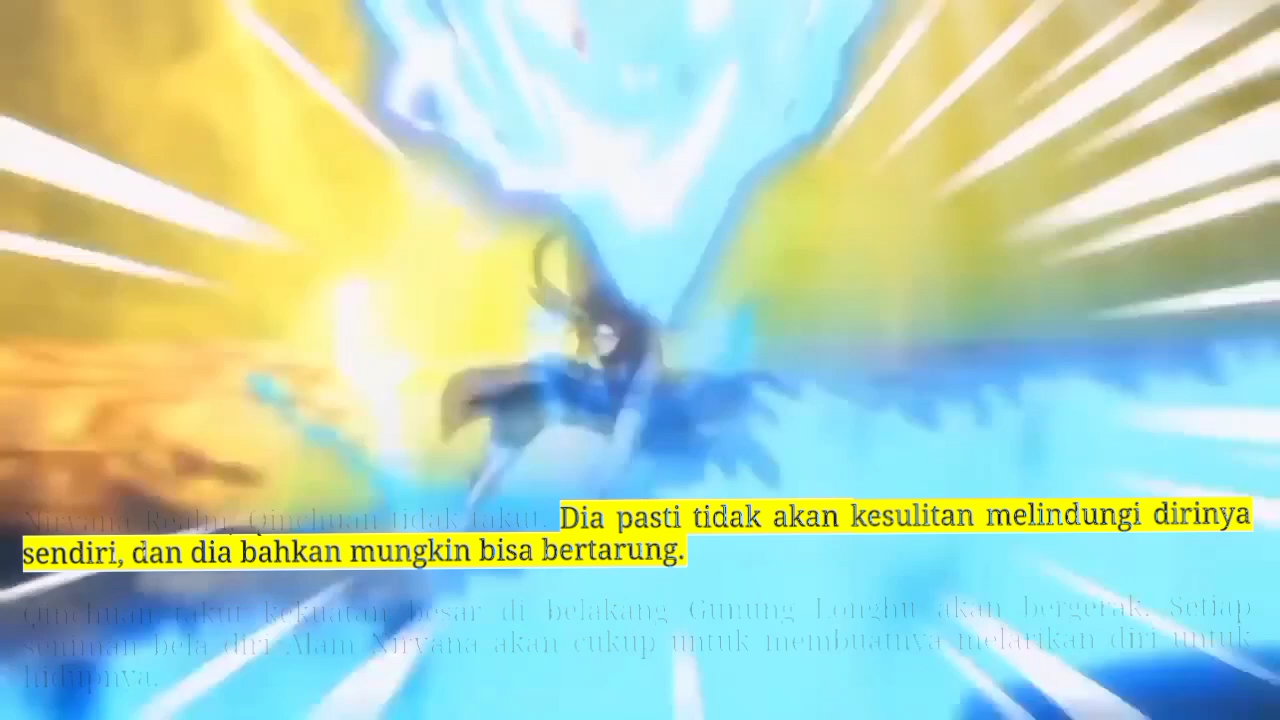 Nirvana Realm, Qinchuan tidak takut. Dia pasti tidak akan kesulitan melindungi dirinya
sendiri, dan dia bahkan mungkin bisa bertarung.
Qinchuan takut kekuatan besar di belakang Gunung Longhu akan bergerak. Setiap
seniman bela diri Alam Nirvana akan cukup untuk membuatnya melarikan diri untuk
hidupnya.